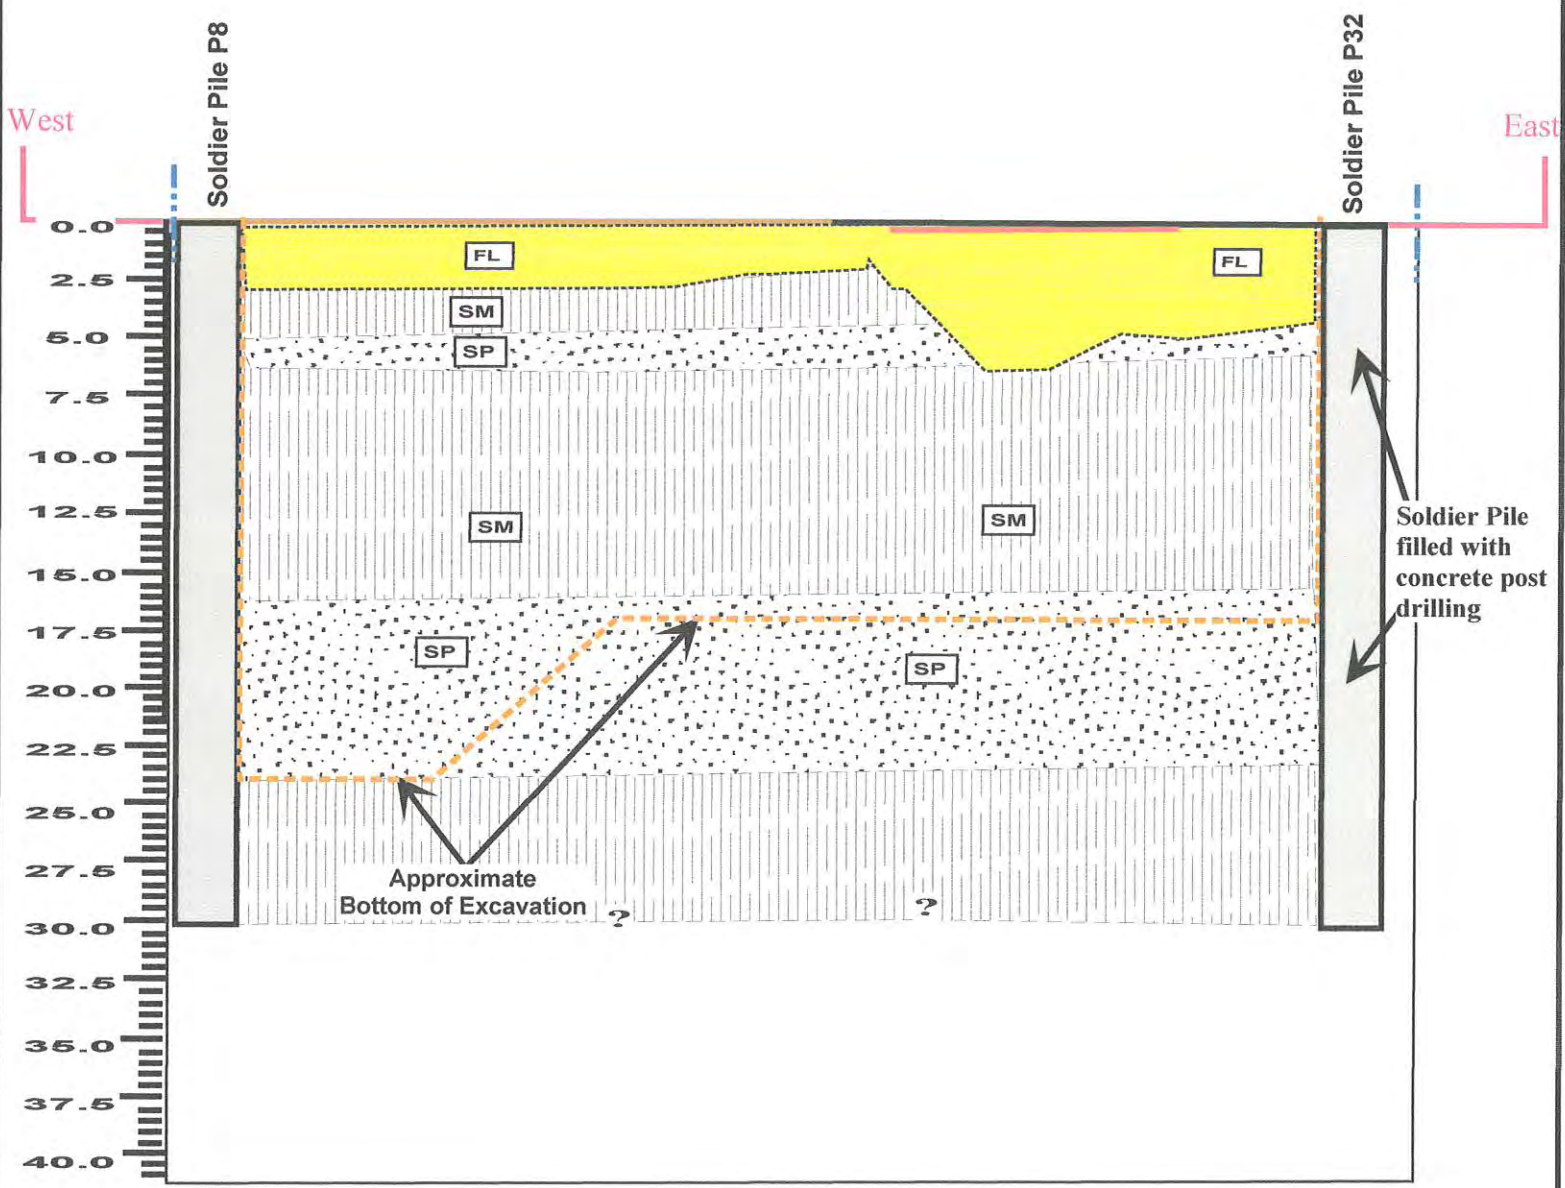 Soldier Pile P8
Soldier Pile P32
West
East
0.0
2.5
5.0
7.5
10.0
12.5
15.0
17.5
20.0
22.5
25.0
27.5
30.0
32.5
35.0
37.5
40.0
FL
FL
SM
SP
SM
SM
SP
SP
Soldier Pile
filled with
concrete post
drilling
Approximate
Bottom of Excavation
?
?